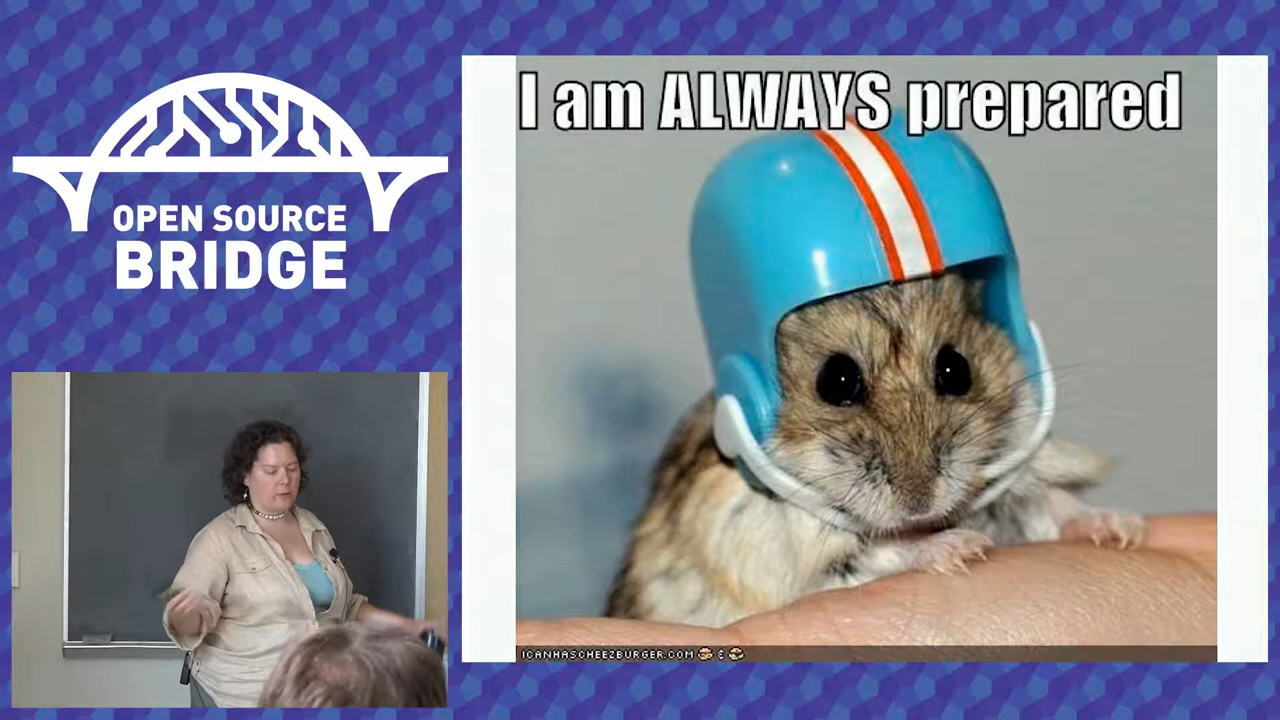 OPEN SOURCE
BRIDGE
I am ALWAYS prepared
ICANHASCHEEZBURGER.COM